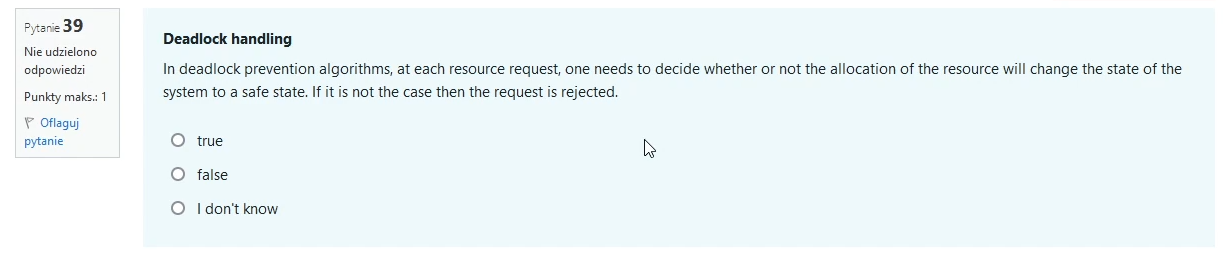 Pytanie 39
Nie udzielono
odpowiedzi
Punkty maks.: 1
Oflaguj
pytanie
Deadlock handling
In deadlock prevention algorithms, at each resource request, one needs to decide whether or not the allocation of the resource will change the state of the
system to a safe state. If it is not the case then the request is rejected.
true
false
I don't know